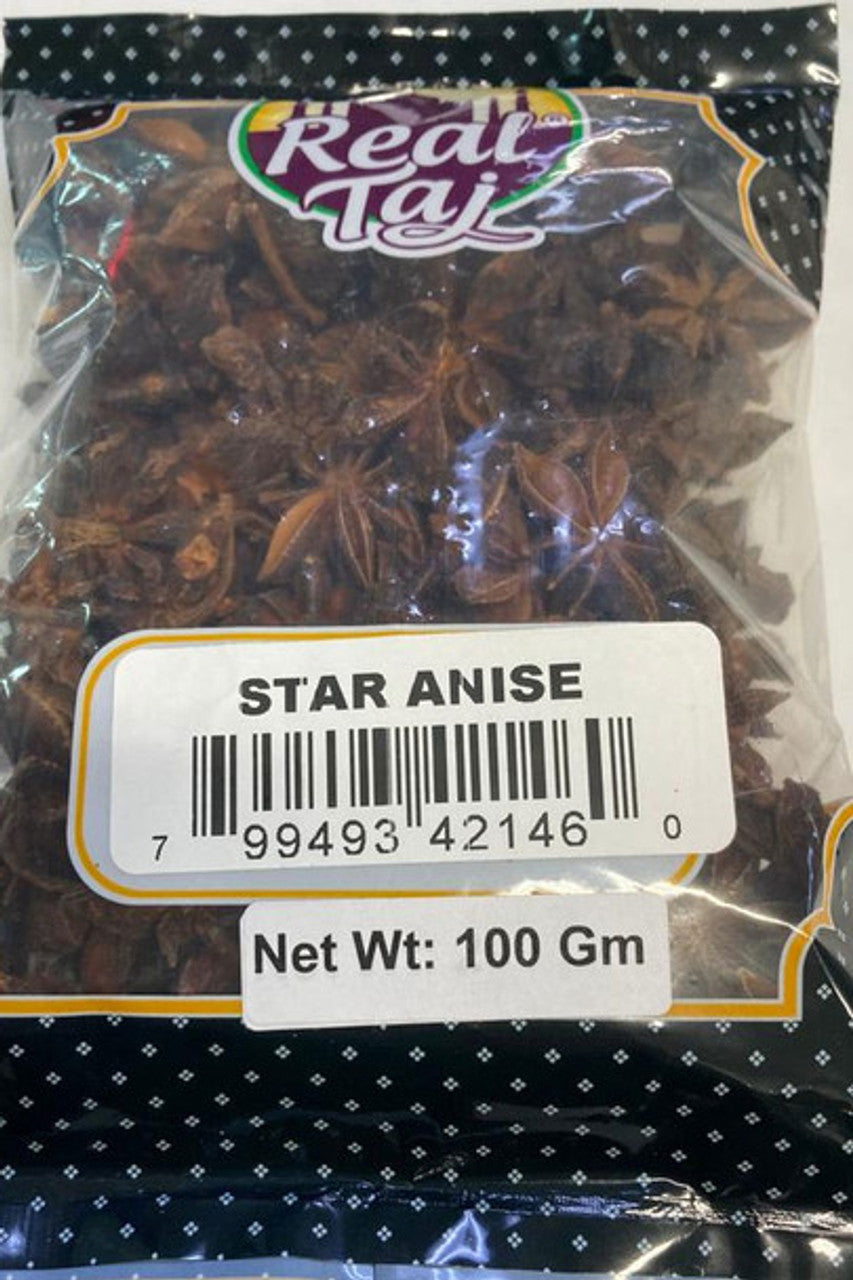 Real
Taj
STAR ANISE
7 99493 42146 0
Net Wt: 100 Gm